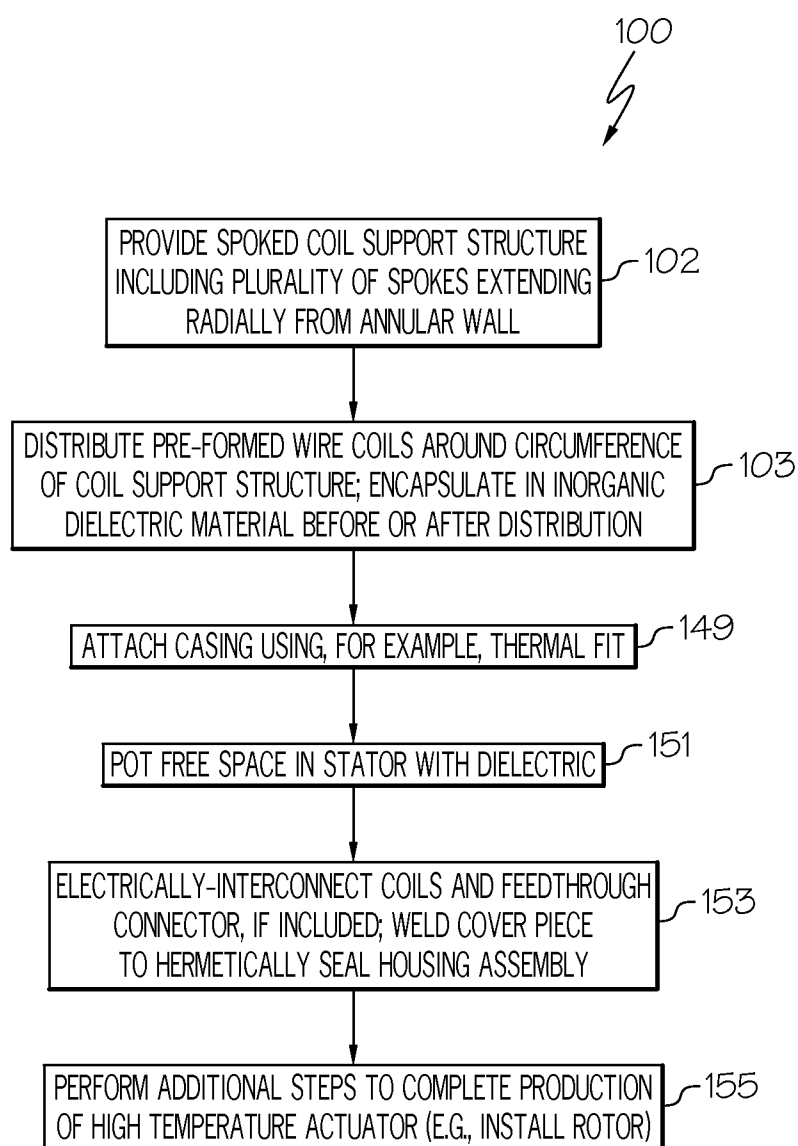 100
PROVIDE SPOKED COIL SUPPORT STRUCTURE
INCLUDING PLURALITY OF SPOKES EXTENDING
RADIALLY FROM ANNULAR WALL
102
DISTRIBUTE PRE-FORMED WIRE COILS AROUND CIRCUMFERENCE
OF COIL SUPPORT STRUCTURE; ENCAPSULATE IN INORGANIC
DIELECTRIC MATERIAL BEFORE OR AFTER DISTRIBUTION
103
ATTACH CASING USING, FOR EXAMPLE, THERMAL FIT
149
POT FREE SPACE IN STATOR WITH DIELECTRIC
151
ELECTRICALLY-INTERCONNECT COILS AND FEEDTHROUGH
CONNECTOR, IF INCLUDED; WELD COVER PIECE
TO HERMETICALLY SEAL HOUSING ASSEMBLY
153
PERFORM ADDITIONAL STEPS TO COMPLETE PRODUCTION
OF HIGH TEMPERATURE ACTUATOR (E.G., INSTALL ROTOR)
155